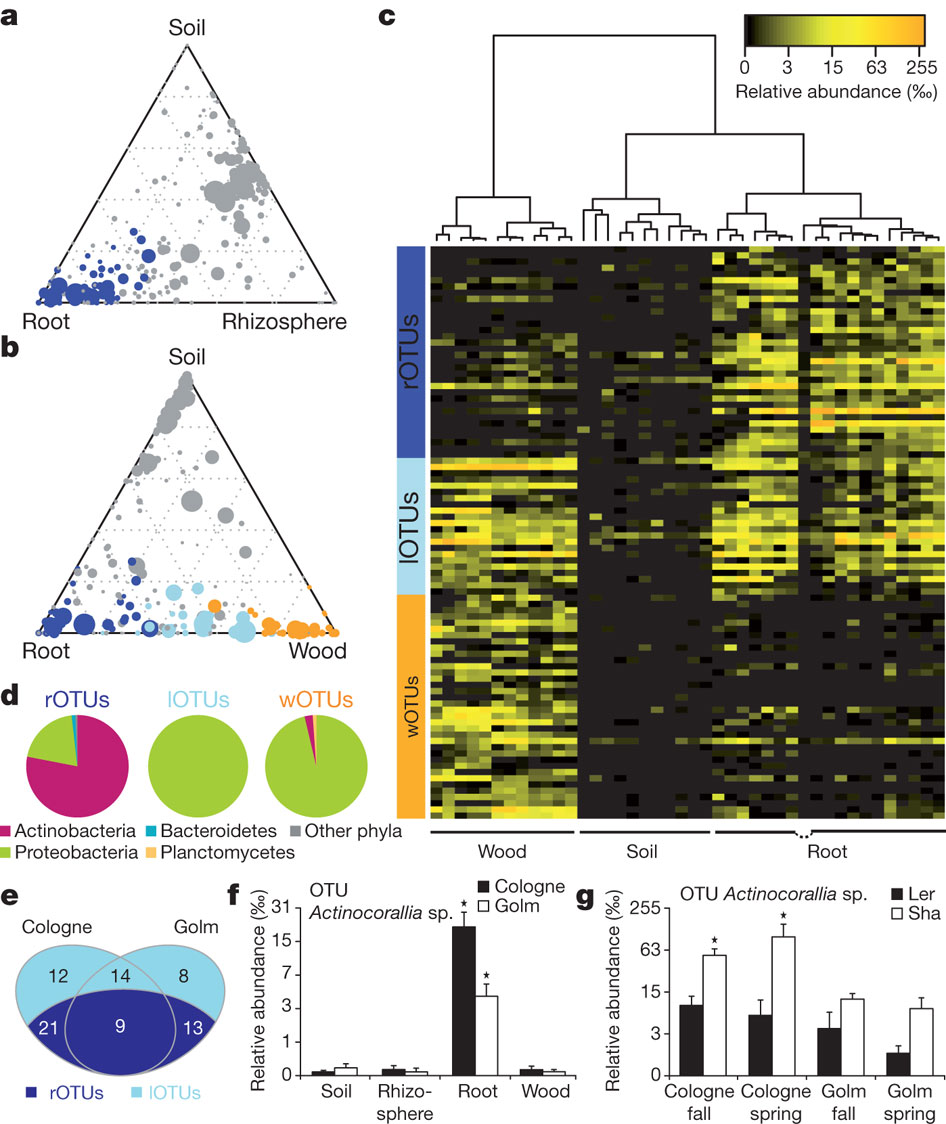 a
Soil
Root
Rhizosphere
b
Soil
Root
Wood
c
0
3
15
63
255
Relative abundance (‰)
rOTUs
lOTUs
wOTUs
Wood
Soil
Root
d
rOTUs
lOTUs
wOTUs
Actinobacteria
Bacteroidetes
Other phyla
Proteobacteria
Planctomycetes
e
Cologne
Golm
12
14
8
21
9
13
rOTUs
lOTUs
f
OTU
Actinocorallia sp.
Cologne
Golm
Relative abundance (‰)
31
15
7
3
1
0
Soil
Rhizo-
sphere
Root
Wood
g
OTU Actinocorallia sp.
Ler
Sha
Relative abundance (‰)
255
63
15
3
0
Cologne
fall
Cologne
spring
Golm
fall
Golm
spring